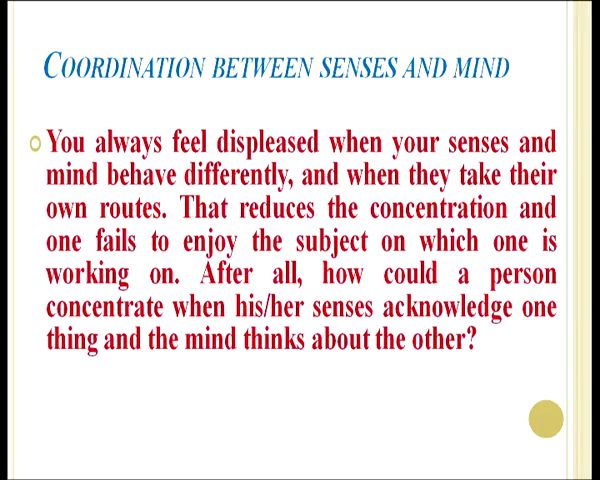 COORDINATION BETWEEN SENSES AND MIND
You always feel displeased when your senses and
mind behave differently, and when they take their
own routes. That reduces the concentration and
one fails to enjoy the subject on which one is
working on. After all, how could a person
concentrate when his/her senses acknowledge one
thing and the mind thinks about the other?